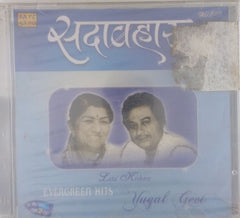 सदाबहार
Lata Kishore
EVERGREEN HITS
Yugal Geet